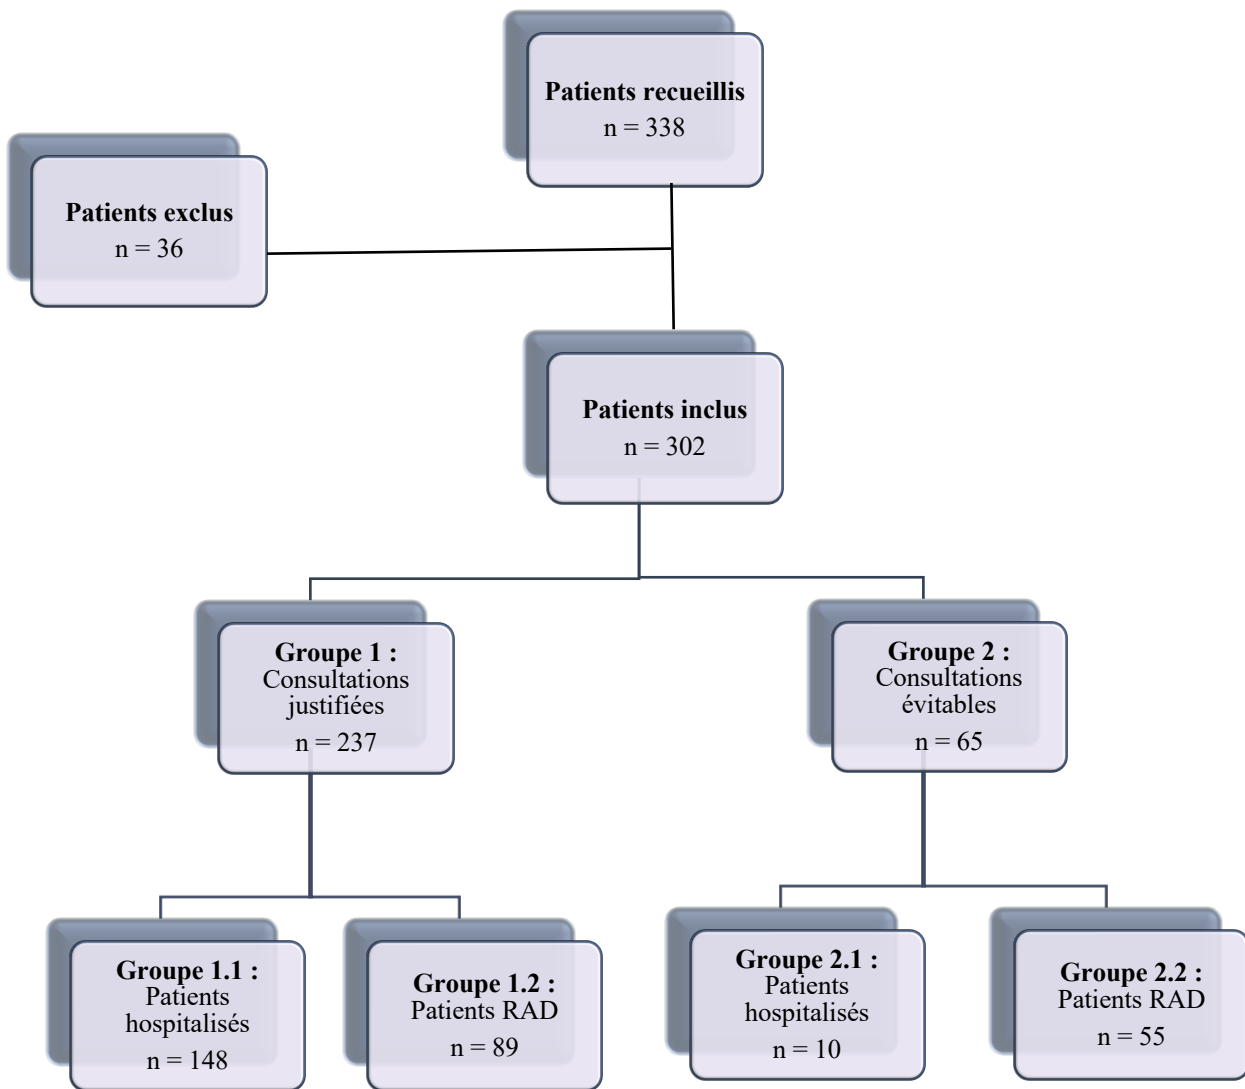 Patients recueillis
n = 338
Patients exclus
n = 36
Patients inclus
n = 302
Groupe 1 :
Consultations
justifiées
n = 237
Groupe 2 :
Consultations
évitables
n = 65
Groupe 1.1 :
Patients
hospitalisés
n = 148
Groupe 1.2 :
Patients RAD
n = 89
Groupe 2.1 :
Patients
hospitalisés
n = 10
Groupe 2.2 :
Patients RAD
n = 55